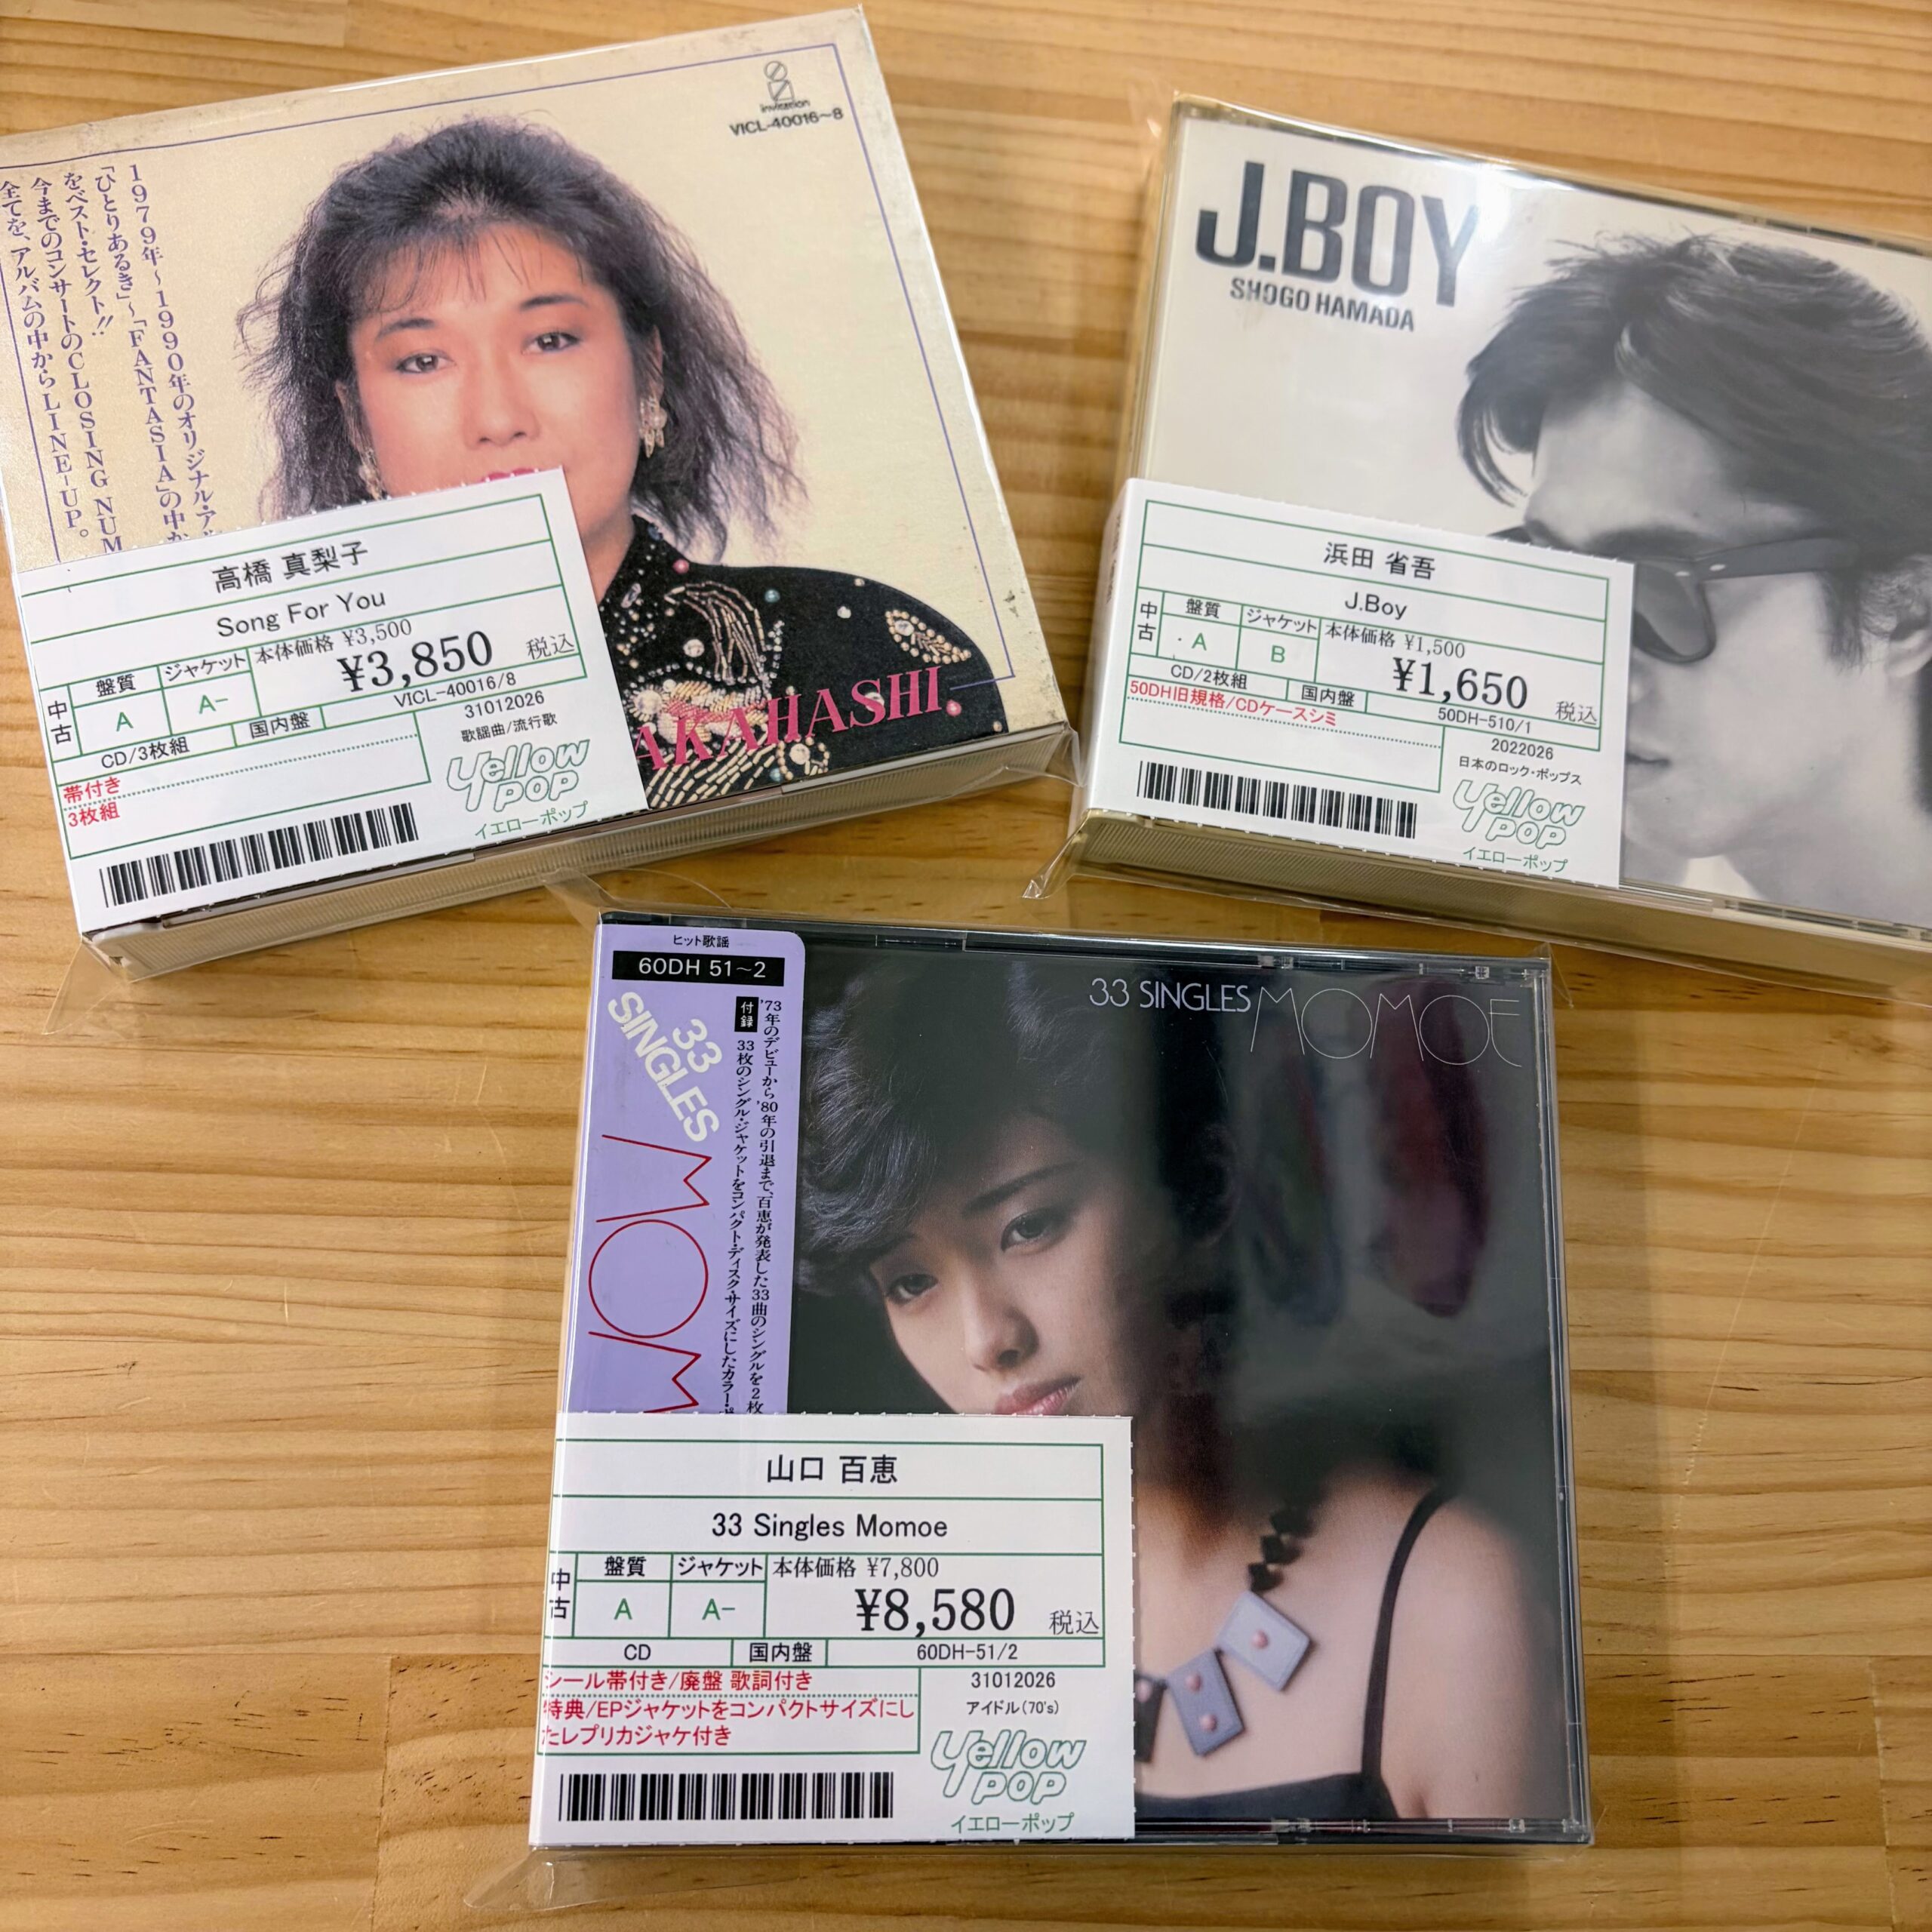 invitation
VICL-40016〜8
1979年〜1990年のオリジナル・ア
「ひとりあるき」〜「FANTASIA」の中か
をベスト・セレクト!!
今までのコンサートのCLOSING NUM
全てを、アルバムの中からLINE-UP。
AKAHASHI
高橋 真梨子
Song For You
中古
盤質
ジャケット
本体価格 ¥3,500
A
A-
¥3,850 税込
CD/3枚組
国内盤
VICL-40016/8
帯付き
3枚組
31012026
歌謡曲/流行歌
Yellow POP
イエローポップ
J.BOY
SHOGO HAMADA
浜田 省吾
J.Boy
中古
盤質
ジャケット
本体価格 ¥1,500
A
B
¥1,650 税込
CD/2枚組
国内盤
50DH-510/1
50DH旧規格/CDケースシミ
2022026
日本のロック・ポップス
Yellow POP
イエローポップ
ヒット歌謡
60DH 51〜2
33 SINGLES
MOM
'73年のデビューから'80年の引退まで、百恵が発表した33曲のシングルを2枚
付録
33枚のシングル・ジャケットをコンパクト・ディスク・サイズにしたカラー・
33 SINGLES MOMOE
山口 百恵
33 Singles Momoe
中古
盤質
ジャケット
本体価格 ¥7,800
A
A-
¥8,580 税込
CD
国内盤
60DH-51/2
シール帯付き/廃盤 歌詞付き
特典/EPジャケットをコンパクトサイズにし
たレプリカジャケ付き
31012026
アイドル(70's)
Yellow POP
イエローポップ